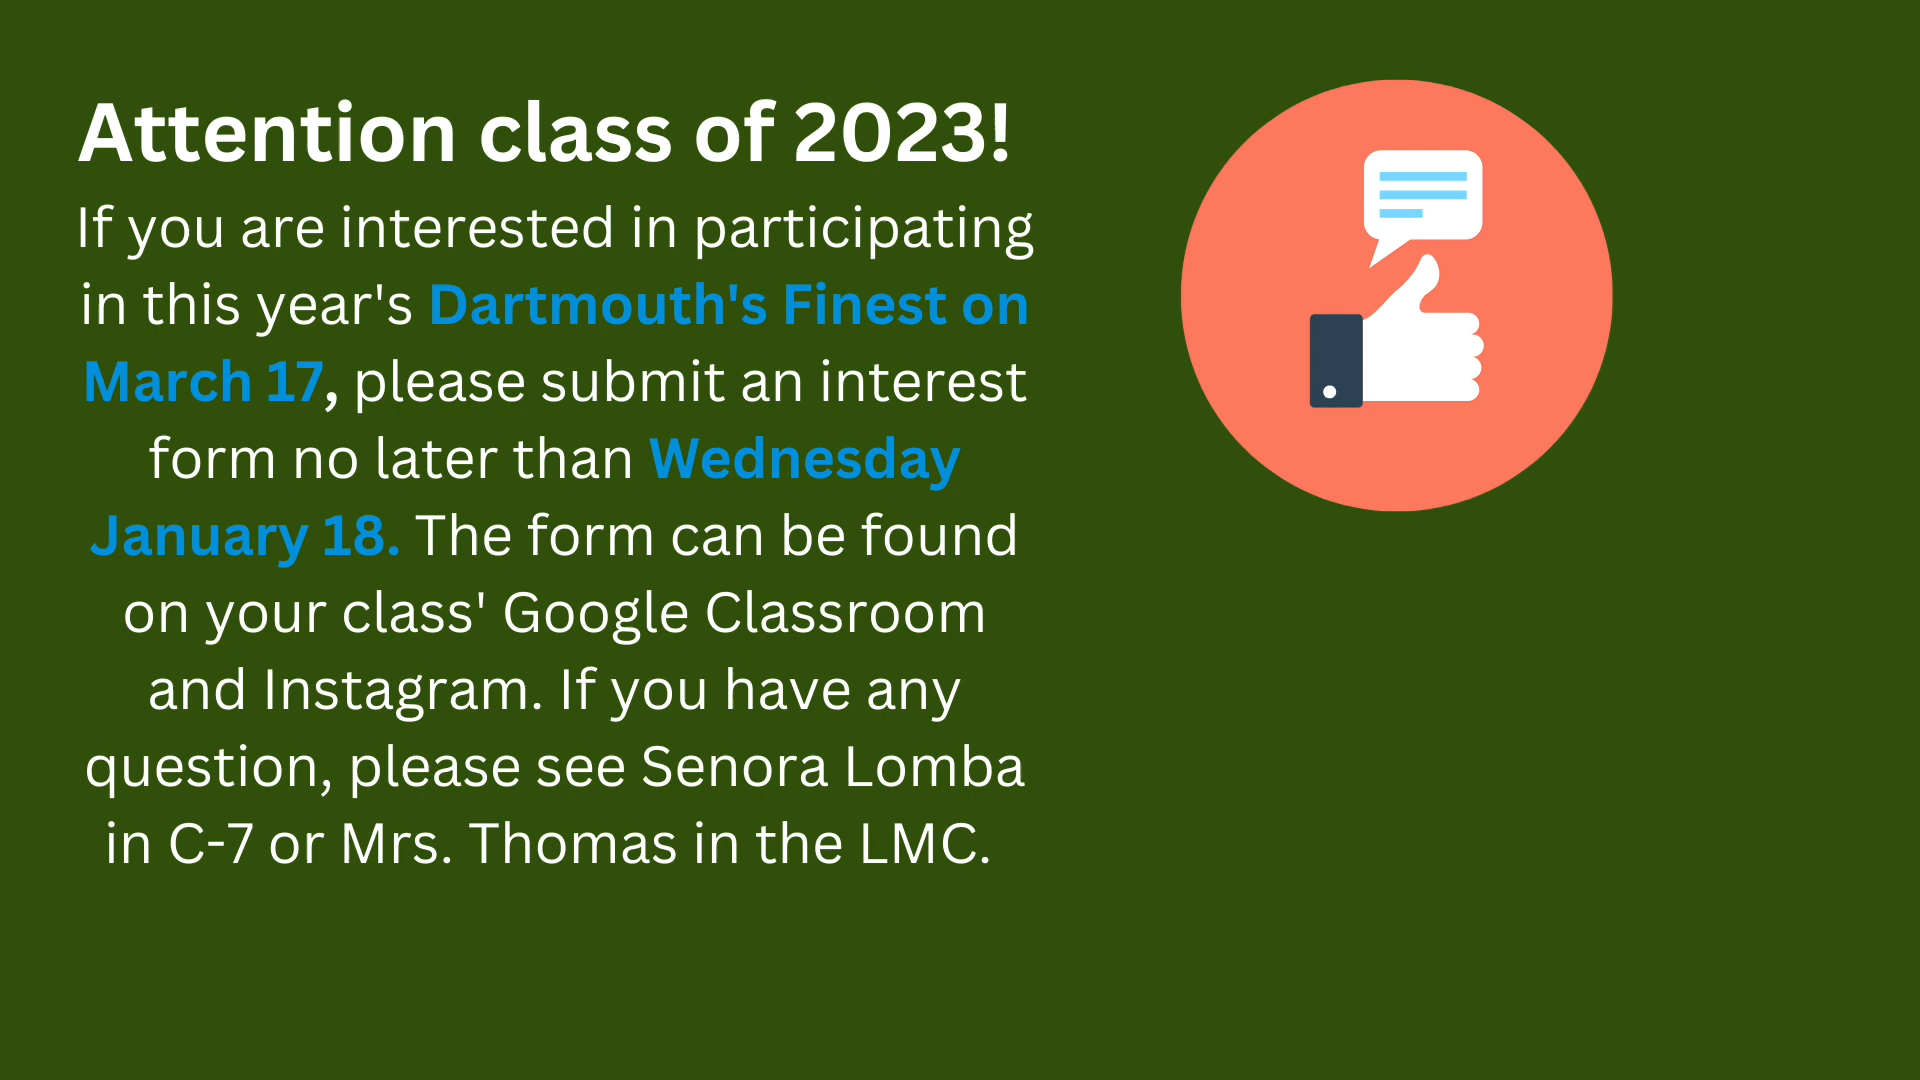 Attention class of 2023!
If you are interested in participating
in this year's Dartmouth's Finest on
March 17, please submit an interest
form no later than Wednesday
January 18. The form can be found
on your class' Google Classroom
and Instagram. If you have any
question, please see Senora Lomba
in C-7 or Mrs. Thomas in the LMC.